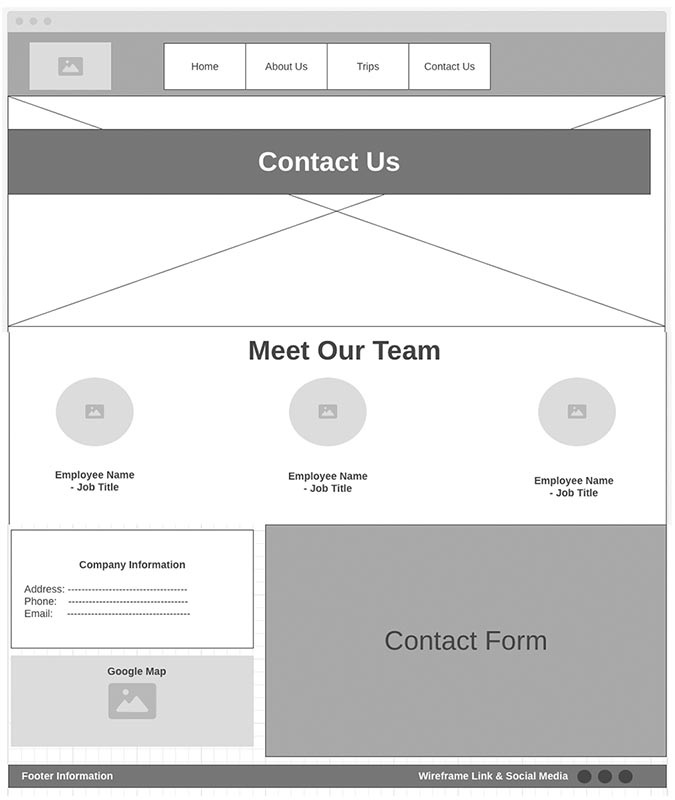 Home
About Us
Trips
Contact Us
Contact Us
Meet Our Team
Employee Name
- Job Title
Employee Name
- Job Title
Employee Name
- Job Title
Company Information
Address: -----------------------------------
Phone: -----------------------------------
Email: ------------------------------------
Google Map
Contact Form
Footer Information
Wireframe Link & Social Media